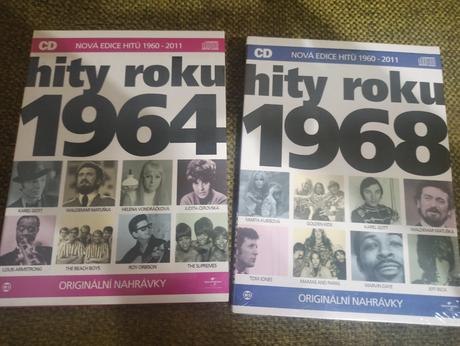 CD NOVÁ EDICE HITŮ 1960 - 2011
hity roku
1964
KAREL GOTT WALDEMAR MATUŠKA HELENA VONDRÁČKOVÁ JUDITA ČEŘOVSKÁ
LOUIS ARMSTRONG THE BEACH BOYS ROY ORBISON THE SUPREMES
ORIGINÁLNÍ NAHRÁVKY
CD NOVÁ EDICE HITŮ 1960 - 2011
hity roku
1968
MARTA KUBIŠOVÁ GOLDEN KIDS KAREL GOTT WALDEMAR MATUŠKA
TOM JONES MAMAS AND PAPAS MARVIN GAYE JEFF BECK
ORIGINÁLNÍ NAHRÁVKY